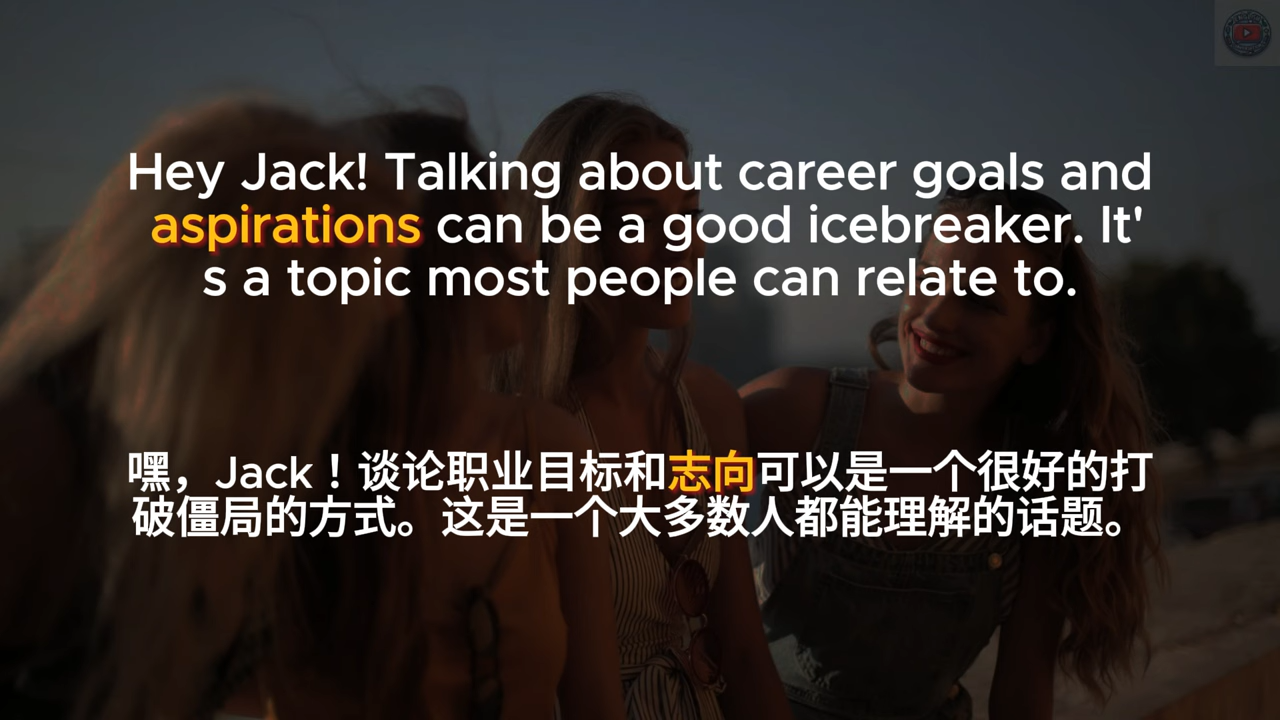 Hey Jack! Talking about career goals and
aspirations can be a good icebreaker. It'
s a topic most people can relate to.
嘿，Jack！谈论职业目标和志向可以是一个很好的打
破僵局的方式。这是一个大多数人都能理解的话题。